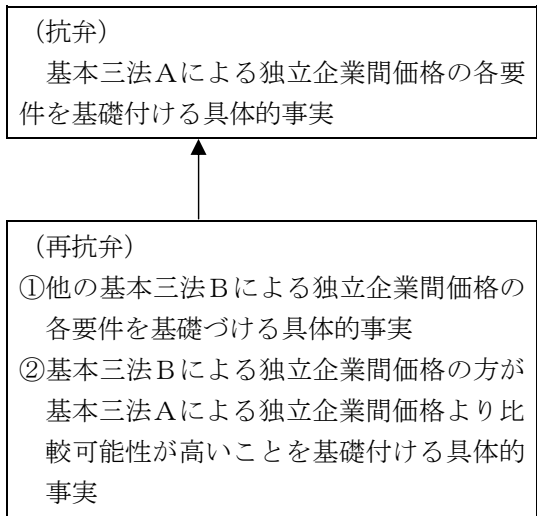 （抗弁）
基本三法Ａによる独立企業間価格の各要
件を基礎付ける具体的事実
（再抗弁）
①他の基本三法Ｂによる独立企業間価格の
各要件を基礎づける具体的事実
②基本三法Ｂによる独立企業間価格の方が
基本三法Ａによる独立企業間価格より比
較可能性が高いことを基礎付ける具体的
事実